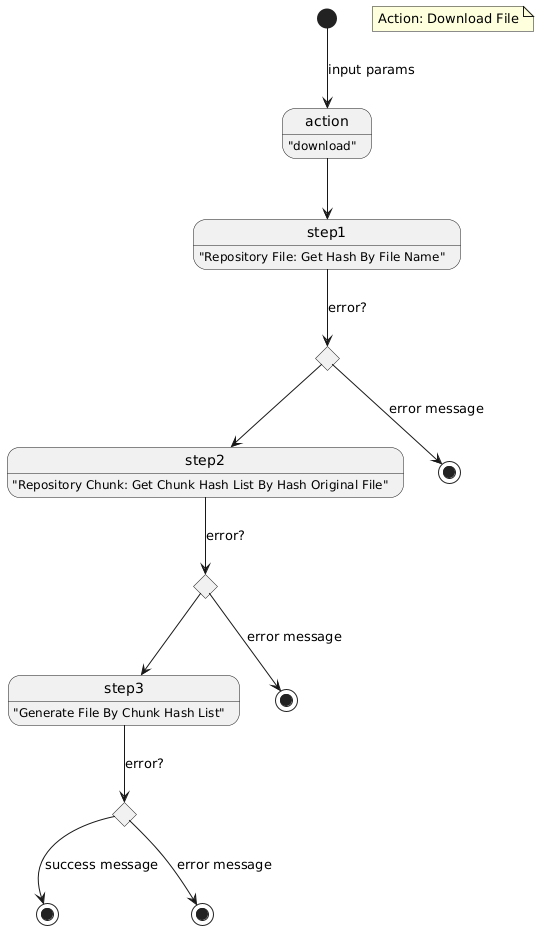 Action: Download File
input params
action
"download"
step1
"Repository File: Get Hash By File Name"
error?
error message
step2
"Repository Chunk: Get Chunk Hash List By Hash Original File"
error?
error message
step3
"Generate File By Chunk Hash List"
error?
success message
error message